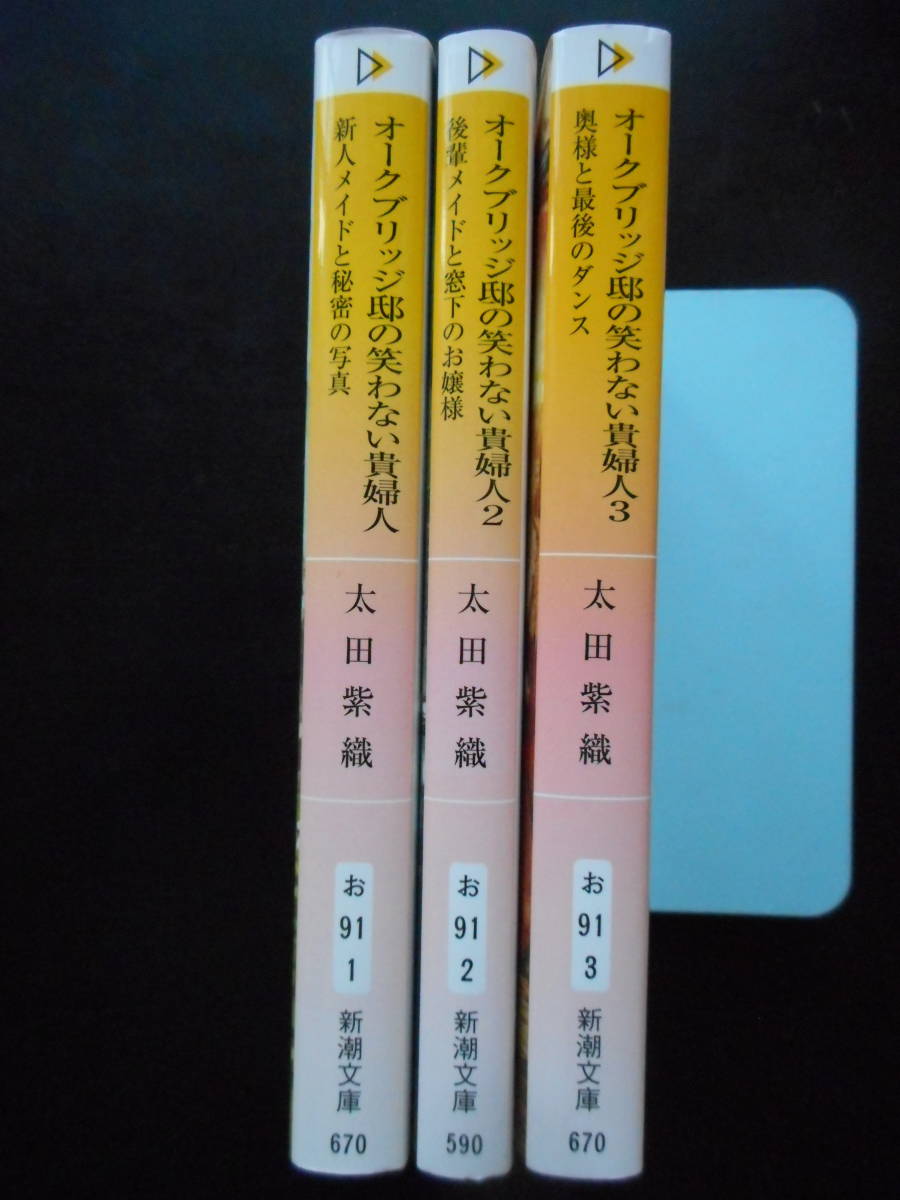 オークブリッジ邸の笑わない貴婦人
新人メイドと秘密の写真
太田紫織
お
91
1
新潮文庫
670
オークブリッジ邸の笑わない貴婦人2
後輩メイドと窓下のお嬢様
太田紫織
お
91
2
新潮文庫
590
オークブリッジ邸の笑わない貴婦人3
奥様と最後のダンス
太田紫織
お
91
3
新潮文庫
670